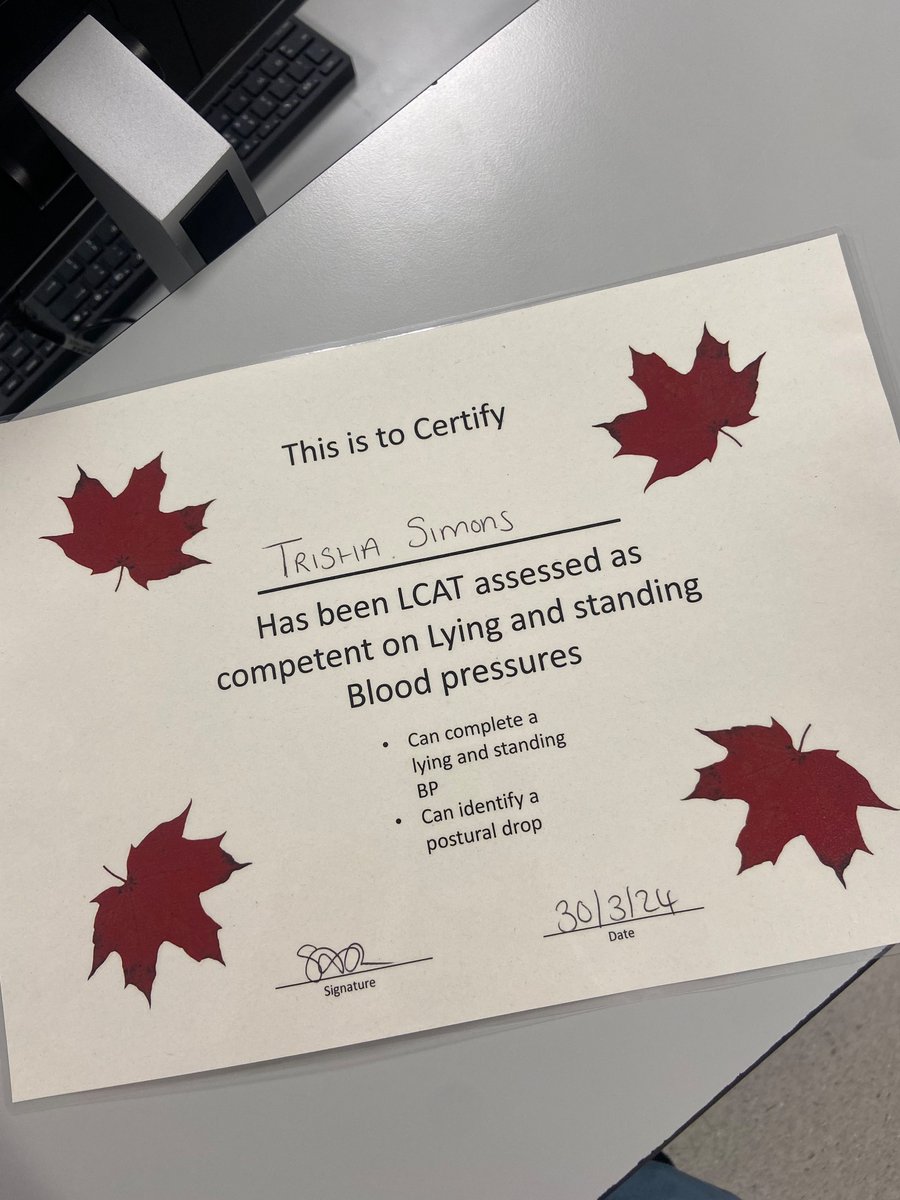 This is to Certify
TRISHA. Simons
Has been LCAT assessed as
competent on Lying and standing
Blood pressures
• Can complete a
lying and standing
BP
• Can identify a
postural drop
30/3/24
Date
Signature